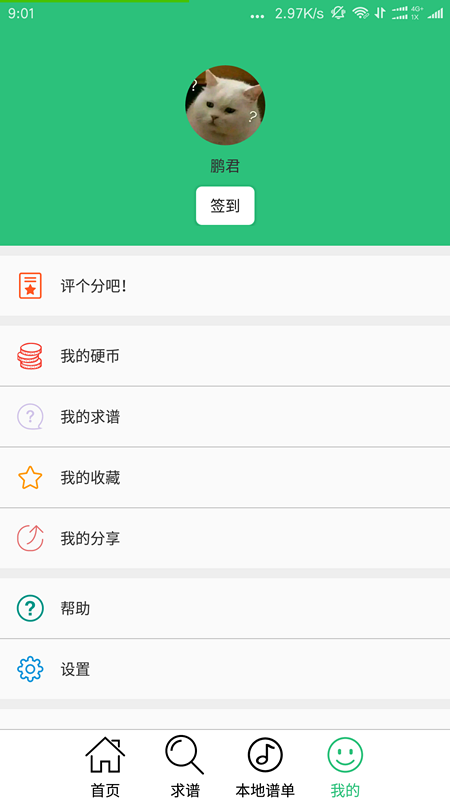 9:01
... 2.97K/s 4G+ 1X
?
?
鹏君
签到
评个分吧!
我的硬币
?
我的求谱
我的收藏
我的分享
?
帮助
设置
首页
求谱
本地谱单
我的